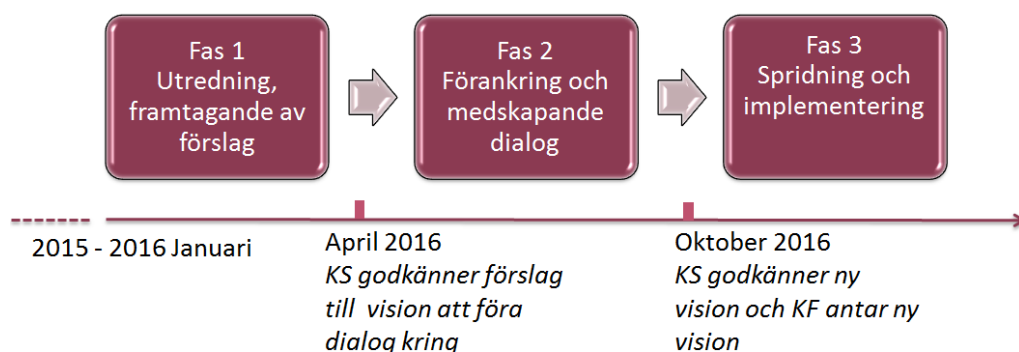 Fas 1
Utredning,
framtagande av
förslag
Fas 2
Förankring och
medskapande
dialog
Fas 3
Spridning och
implementering
2015 - 2016 Januari
April 2016
KS godkänner förslag
till vision att föra
dialog kring
Oktober 2016
KS godkänner ny
vision och KF antar ny
vision